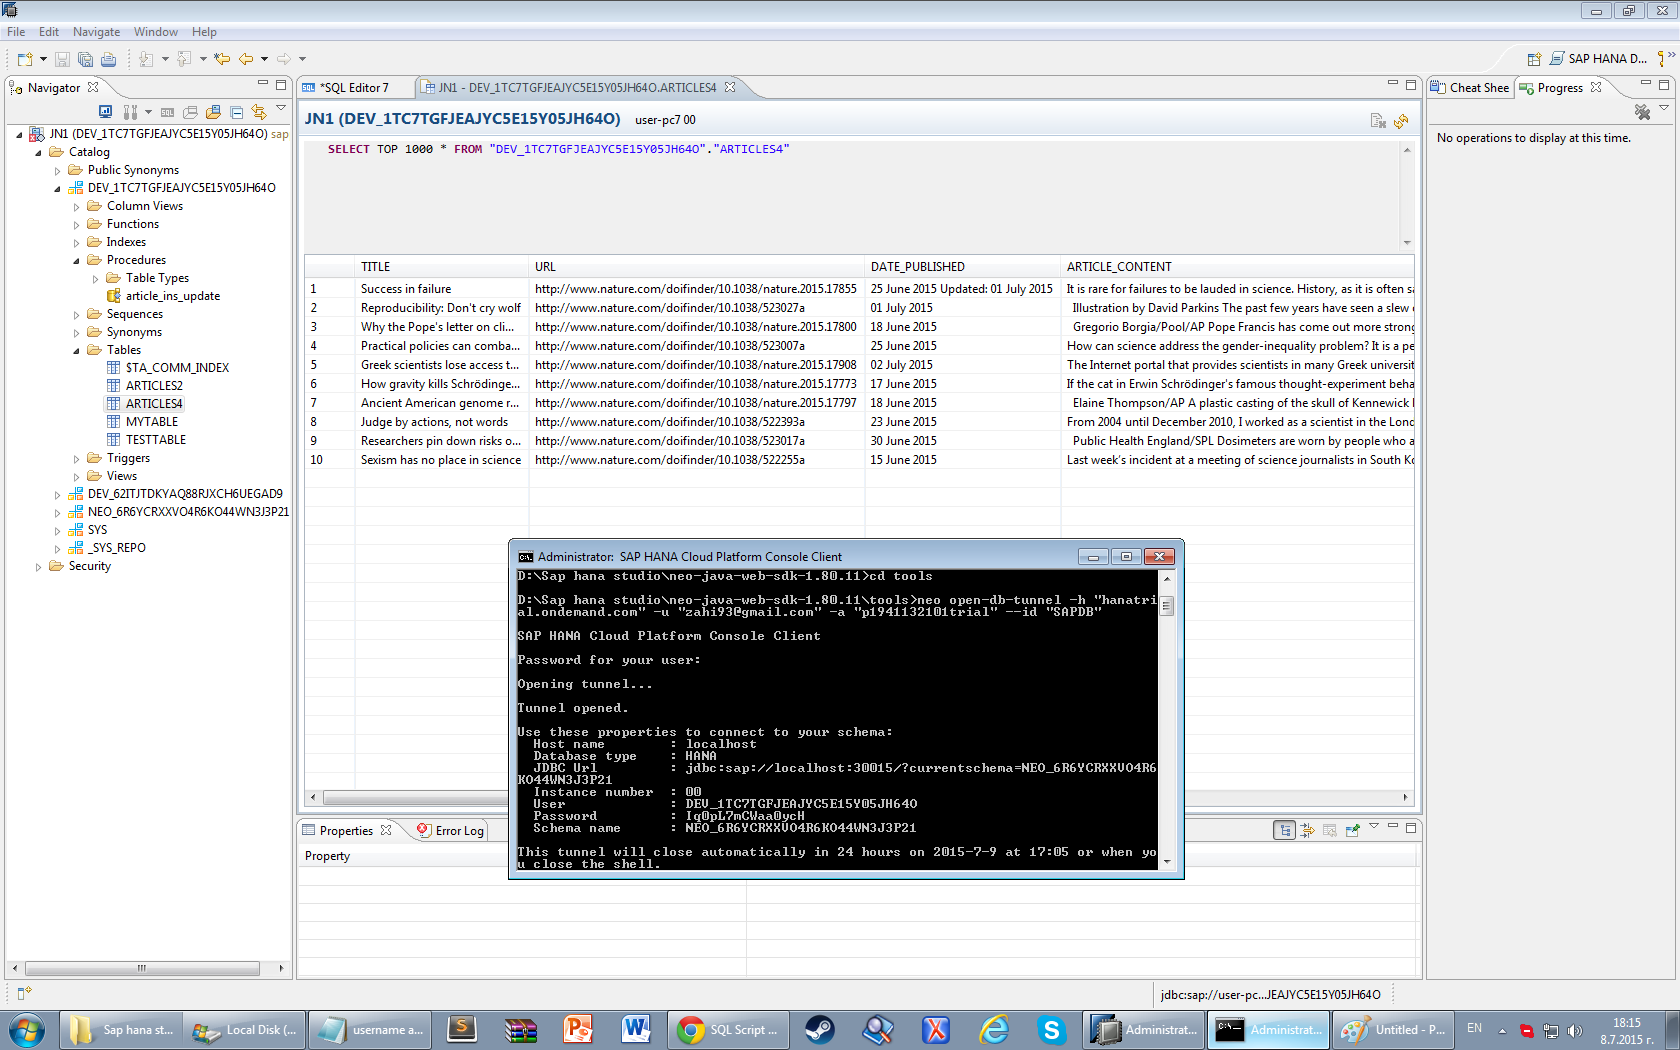 File Edit Navigate Window Help
SAP HANA D...
Navigator
JN1 (DEV_1TC7TGFJEAJYC5E15Y05JH64O) sap
Catalog
Public Synonyms
DEV_1TC7TGFJEAJYC5E15Y05JH64O
Column Views
Functions
Indexes
Procedures
Table Types
article_ins_update
Sequences
Synonyms
Tables
$TA_COMM_INDEX
ARTICLES2
ARTICLES4
MYTABLE
TESTTABLE
Triggers
Views
DEV_62ITJTDKYAQ88RJXCH6UEGAD9
NEO_6R6YCRXXVO4R6KO44WN3J3P21
SYS
_SYS_REPO
Security
*SQL Editor 7
JN1 - DEV_1TC7TGFJEAJYC5E15Y05JH64O.ARTICLES4
JN1 (DEV_1TC7TGFJEAJYC5E15Y05JH64O) user-pc7 00
SELECT TOP 1000 * FROM "DEV_1TC7TGFJEAJYC5E15Y05JH64O"."ARTICLES4"
TITLE URL DATE_PUBLISHED ARTICLE_CONTENT
1 Success in failure http://www.nature.com/doifinder/10.1038/nature.2015.17855 25 June 2015 Updated: 01 July 2015 It is rare for failures to be lauded in science. History, as it is often
2 Reproducibility: Don't cry wolf http://www.nature.com/doifinder/10.1038/523027a 01 July 2015 Illustration by David Parkins The past few years have seen a slew
3 Why the Pope's letter on cli... http://www.nature.com/doifinder/10.1038/nature.2015.17800 18 June 2015 Gregorio Borgia/Pool/AP Pope Francis has come out more strong
4 Practical policies can comba... http://www.nature.com/doifinder/10.1038/523007a 25 June 2015 How can science address the gender-inequality problem? It is a pe
5 Greek scientists lose access t... http://www.nature.com/doifinder/10.1038/nature.2015.17908 02 July 2015 The Internet portal that provides scientists in many Greek universit
6 How gravity kills Schrödinge... http://www.nature.com/doifinder/10.1038/nature.2015.17773 17 June 2015 If the cat in Erwin Schrödinger's famous thought-experiment beha
7 Ancient American genome r... http://www.nature.com/doifinder/10.1038/nature.2015.17797 18 June 2015 Elaine Thompson/AP A plastic casting of the skull of Kennewick
8 Judge by actions, not words http://www.nature.com/doifinder/10.1038/522393a 23 June 2015 From 2004 until December 2010, I worked as a scientist in the Lond
9 Researchers pin down risks o... http://www.nature.com/doifinder/10.1038/523017a 30 June 2015 Public Health England/SPL Dosimeters are worn by people who a
10 Sexism has no place in science http://www.nature.com/doifinder/10.1038/522255a 15 June 2015 Last week's incident at a meeting of science journalists in South Ko
Cheat Shee
Progress
No operations to display at this time.
Administrator: SAP HANA Cloud Platform Console Client
D:\Sap hana studio\neo-java-web-sdk-1.80.11>cd tools
D:\Sap hana studio\neo-java-web-sdk-1.80.11\tools>neo open-db-tunnel -h "hanatri
al.ondemand.com" -u "zahi93@gmail.com" -a "p1941132101trial" --id "SAPDB"
SAP HANA Cloud Platform Console Client
Password for your user:
Opening tunnel...
Tunnel opened.
Use these properties to connect to your schema:
Host name : localhost
Database type : HANA
JDBC Url : jdbc:sap://localhost:30015/?currentschema=NEO_6R6YCRXXVO4R6
KO44WN3J3P21
Instance number : 00
User : DEV_1TC7TGFJEAJYC5E15Y05JH64O
Password : Iq0pL7mCWaa0ycH
Schema name : NEO_6R6YCRXXVO4R6KO44WN3J3P21
This tunnel will close automatically in 24 hours on 2015-7-9 at 17:05 or when yo
u close the shell.
Properties
Error Log
Property
jdbc:sap://user-pc...JEAJYC5E15Y05JH64O
Sap hana st...
Local Disk (...
username a...
SQL Script ...
Administrat...
Administrat...
Untitled - P...
EN
18:15
8.7.2015 г.